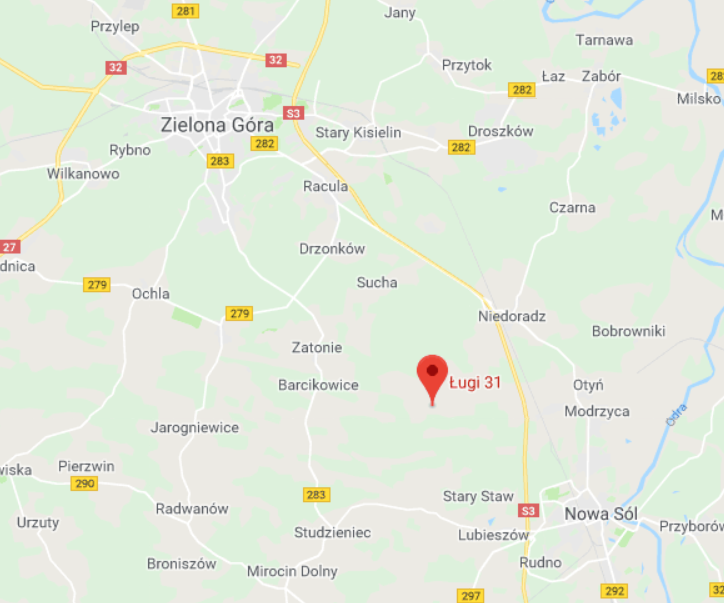 281
Jany
Przylep
Tarnawa
32
32
Przytok
Łaz
Zabór
282
Milsko
S3
Zielona Góra
Stary Kisielin
Droszków
282
282
Rybno
283
Wilkanowo
Racula
Czarna
27
Drzonków
dnica
Sucha
279
Ochla
279
Niedoradz
Bobrowniki
Zatonie
Barcikowice
Ługi 31
Otyń
Modrzyca
Odra
Jarogniewice
wiska
Pierzwin
290
283
Stary Staw
Radwanów
S3
Nowa Sól
Urzuty
Studzieniec
Lubieszów
Przyborów
Broniszów
Mirocin Dolny
Rudno
297
292